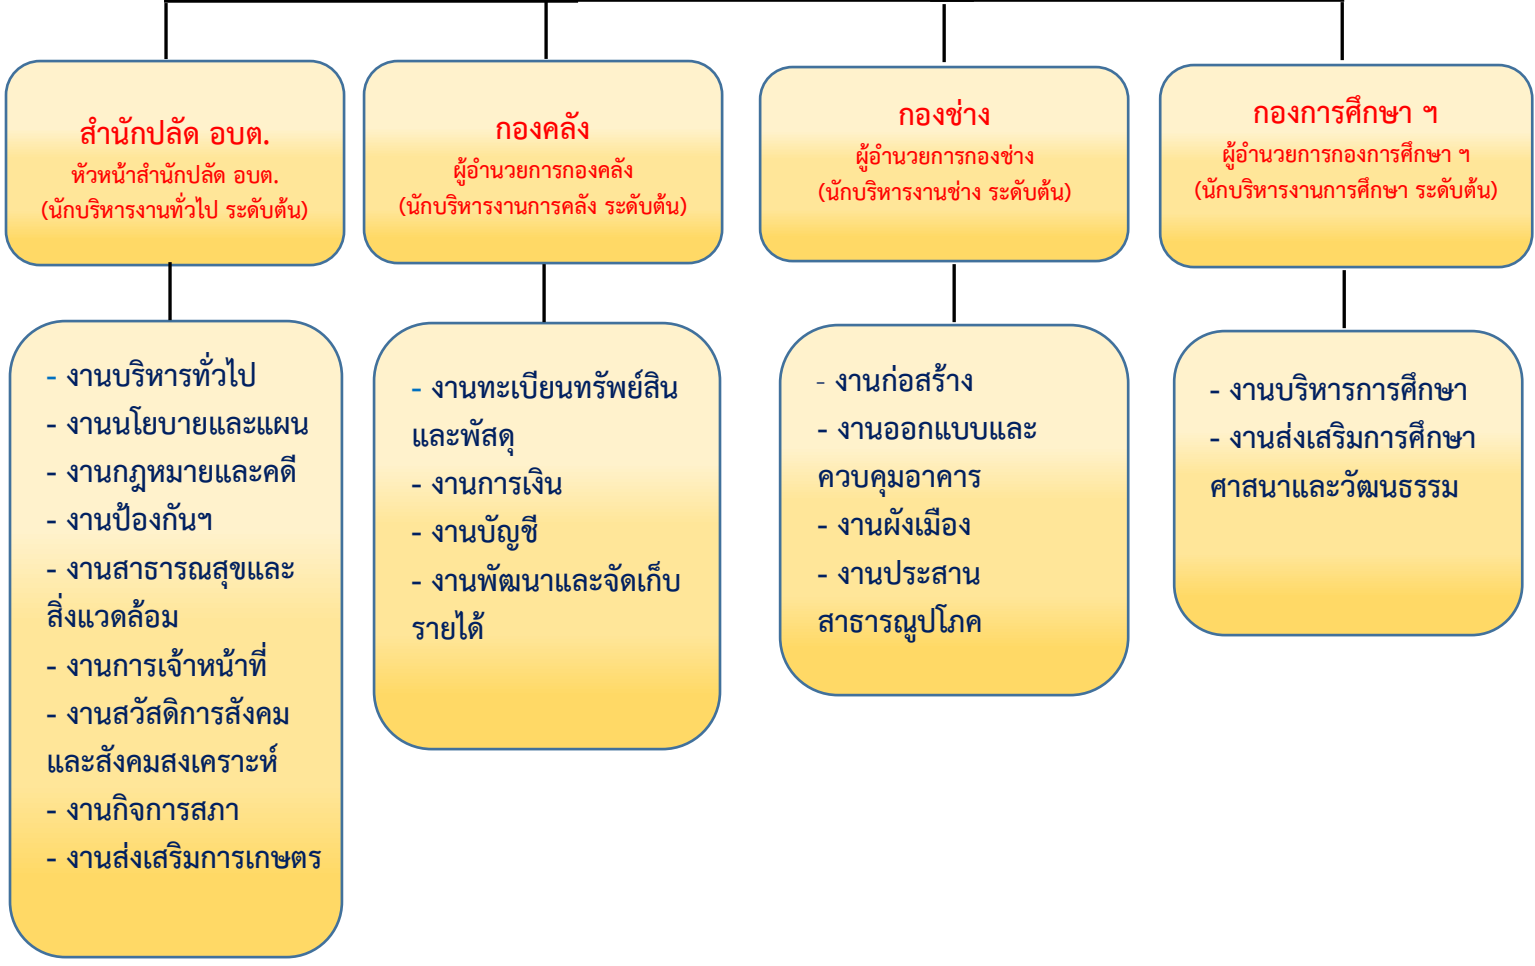 สำนักปลัด อบต.
หัวหน้าสำนักปลัด อบต.
(นักบริหารงานทั่วไป ระดับต้น)
กองคลัง
ผู้อำนวยการกองคลัง
(นักบริหารงานการคลัง ระดับต้น)
กองช่าง
ผู้อำนวยการกองช่าง
(นักบริหารงานช่าง ระดับต้น)
กองการศึกษา ฯ
ผู้อำนวยการกองการศึกษา ฯ
(นักบริหารงานการศึกษา ระดับต้น)
- งานบริหารทั่วไป
- งานนโยบายและแผน
- งานกฎหมายและคดี
- งานป้องกันฯ
- งานสาธารณสุขและ
สิ่งแวดล้อม
- งานการเจ้าหน้าที่
- งานสวัสดิการสังคม
และสังคมสงเคราะห์
- งานกิจการสภา
- งานส่งเสริมการเกษตร
- งานทะเบียนทรัพย์สิน
และพัสดุ
- งานการเงิน
- งานบัญชี
- งานพัฒนาและจัดเก็บ
รายได้
- งานก่อสร้าง
- งานออกแบบและ
ควบคุมอาคาร
- งานผังเมือง
- งานประสาน
สาธารณูปโภค
- งานบริหารการศึกษา
- งานส่งเสริมการศึกษา
ศาสนาและวัฒนธรรม